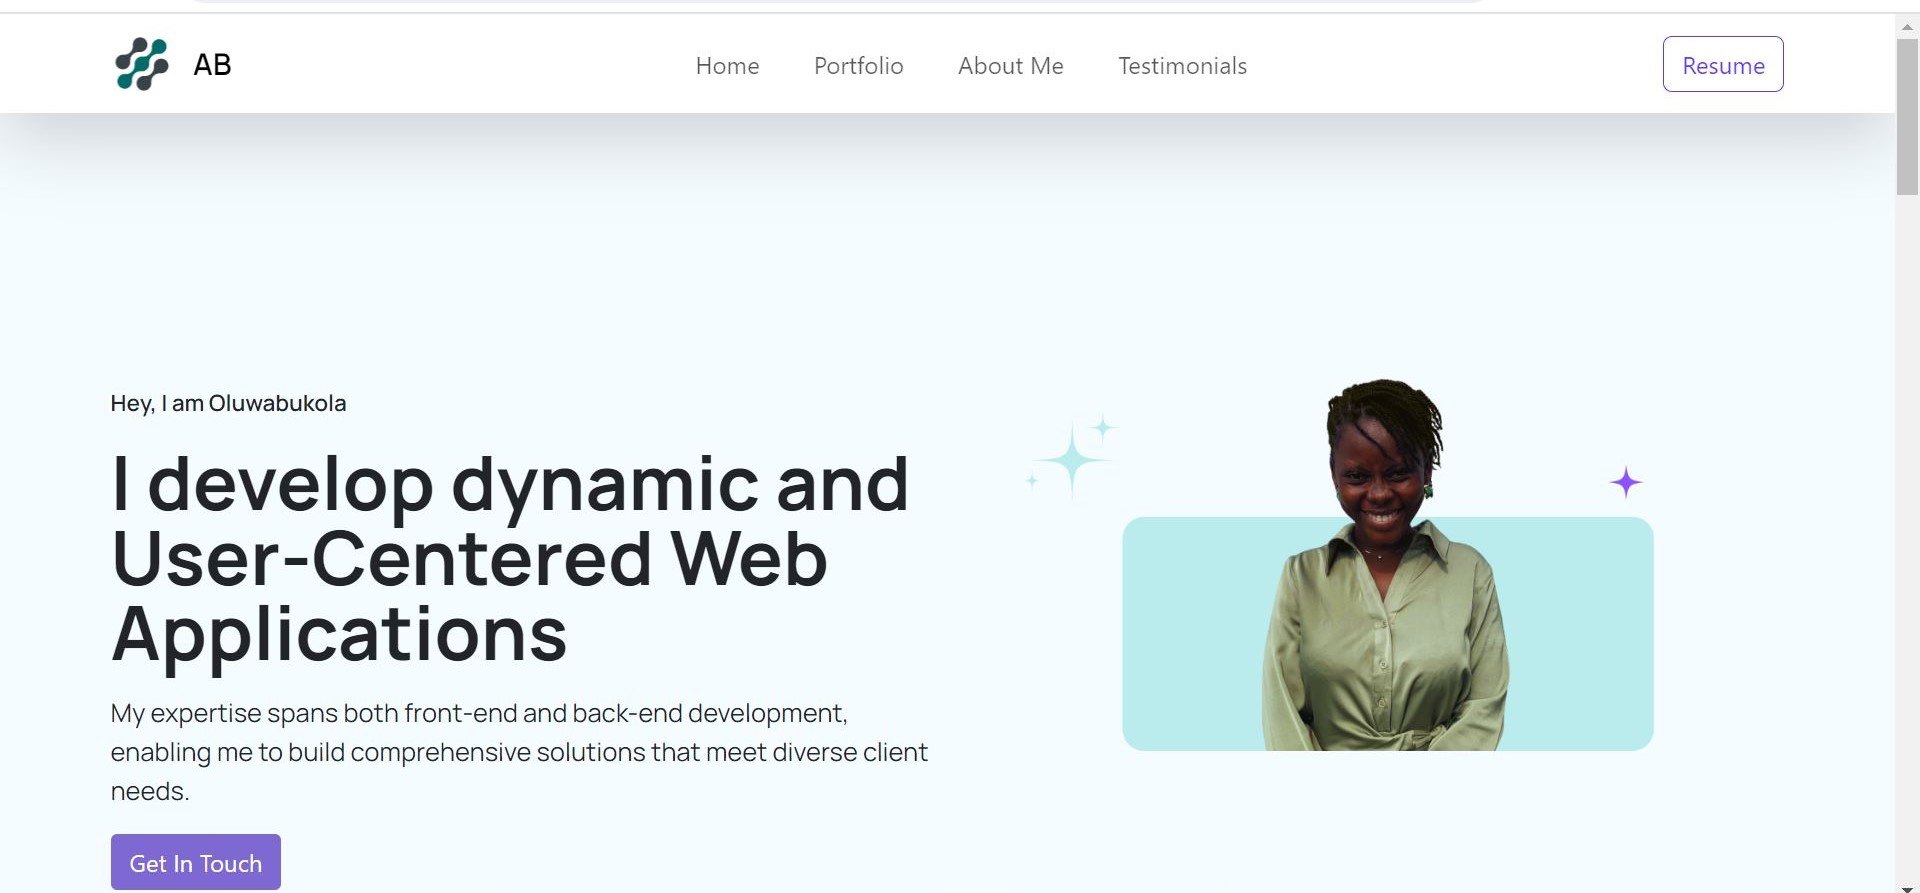 AB
Home Portfolio About Me Testimonials
Resume
Hey, I am Oluwabukola
I develop dynamic and
User-Centered Web
Applications
My expertise spans both front-end and back-end development,
enabling me to build comprehensive solutions that meet diverse client
needs.
Get In Touch